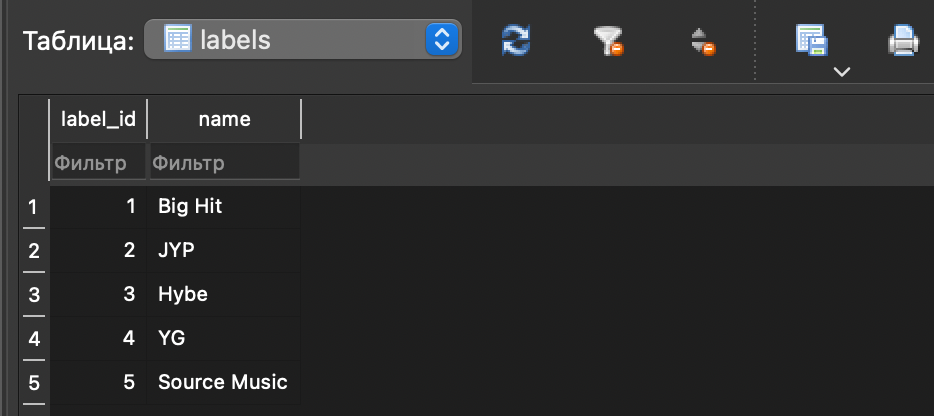 Таблица: labels
label_id name
Фильтр Фильтр
1 1 Big Hit
2 2 JYP
3 3 Hybe
4 4 YG
5 5 Source Music